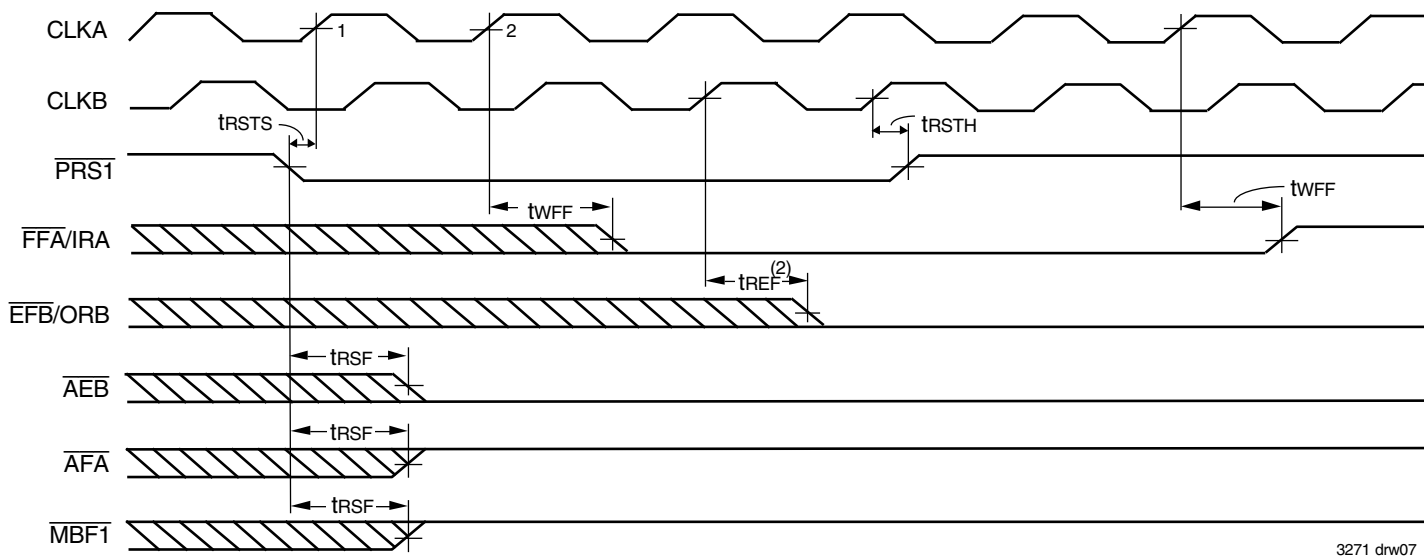 CLKA
1
2
CLKB
tRSTS
tRSTH
PRS1
tWFF
tWFF
FFA/IRA
tREF(2)
EFB/ORB
tRSF
AEB
tRSF
AFA
tRSF
MBF1
3271 drw07